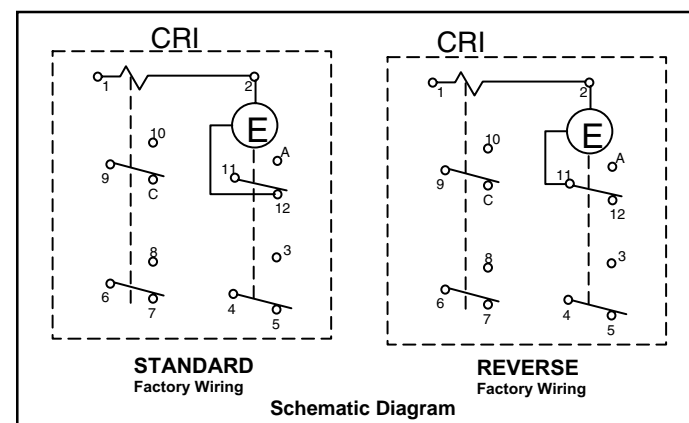 CRI
1
2
E
10
A
9
11
C
12
8
3
6
7
4
5
STANDARD
Factory Wiring
CRI
1
2
E
10
A
9
11
C
12
8
3
6
7
4
5
REVERSE
Factory Wiring
Schematic Diagram